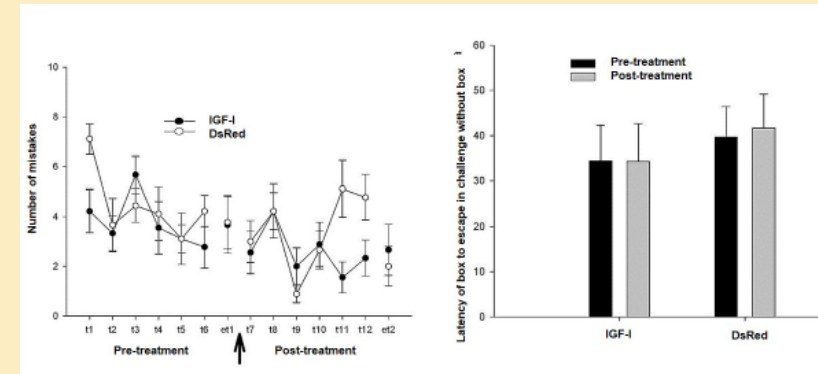 10
8
6
4
2
0
Number of mistakes
IGF-I
DsRed
t1 t2 t3 t4 t5 t6 et1 t7 t8 t9 t10 t11 t12 et2
Pre-treatment Post-treatment
60
50
40
30
20
10
0
Latency of box to escape in challenge without box
Pre-treatment
Post-treatment
IGF-I DsRed